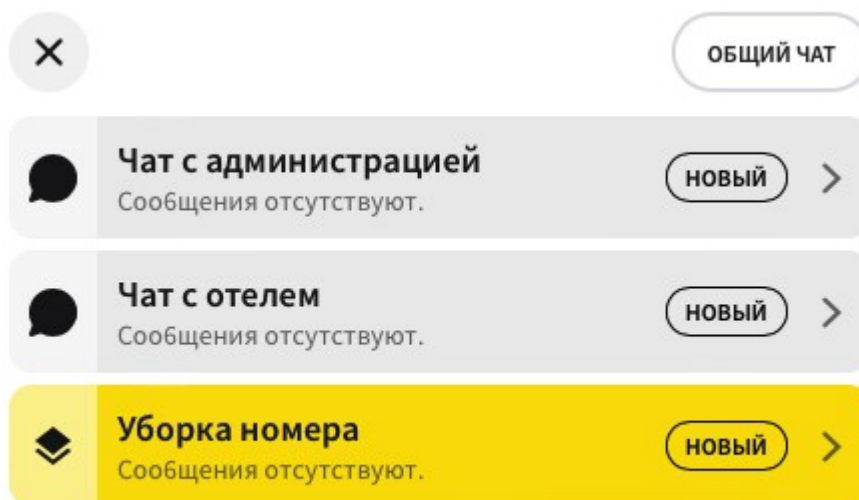 ОБЩИЙ ЧАТ
Чат с администрацией
Сообщения отсутствуют.
НОВЫЙ
Чат с отелем
Сообщения отсутствуют.
НОВЫЙ
Уборка номера
Сообщения отсутствуют.
НОВЫЙ